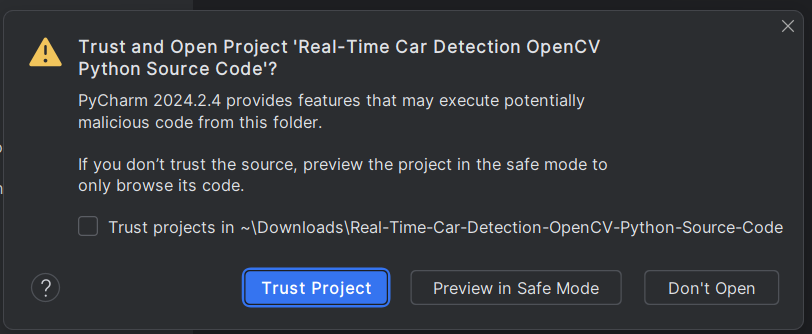 Trust and Open Project 'Real-Time Car Detection OpenCV
Python Source Code'?
PyCharm 2024.2.4 provides features that may execute potentially
malicious code from this folder.
If you don’t trust the source, preview the project in the safe mode to
only browse its code.
Trust projects in ~\Downloads\Real-Time-Car-Detection-OpenCV-Python-Source-Code
? Trust Project Preview in Safe Mode Don't Open